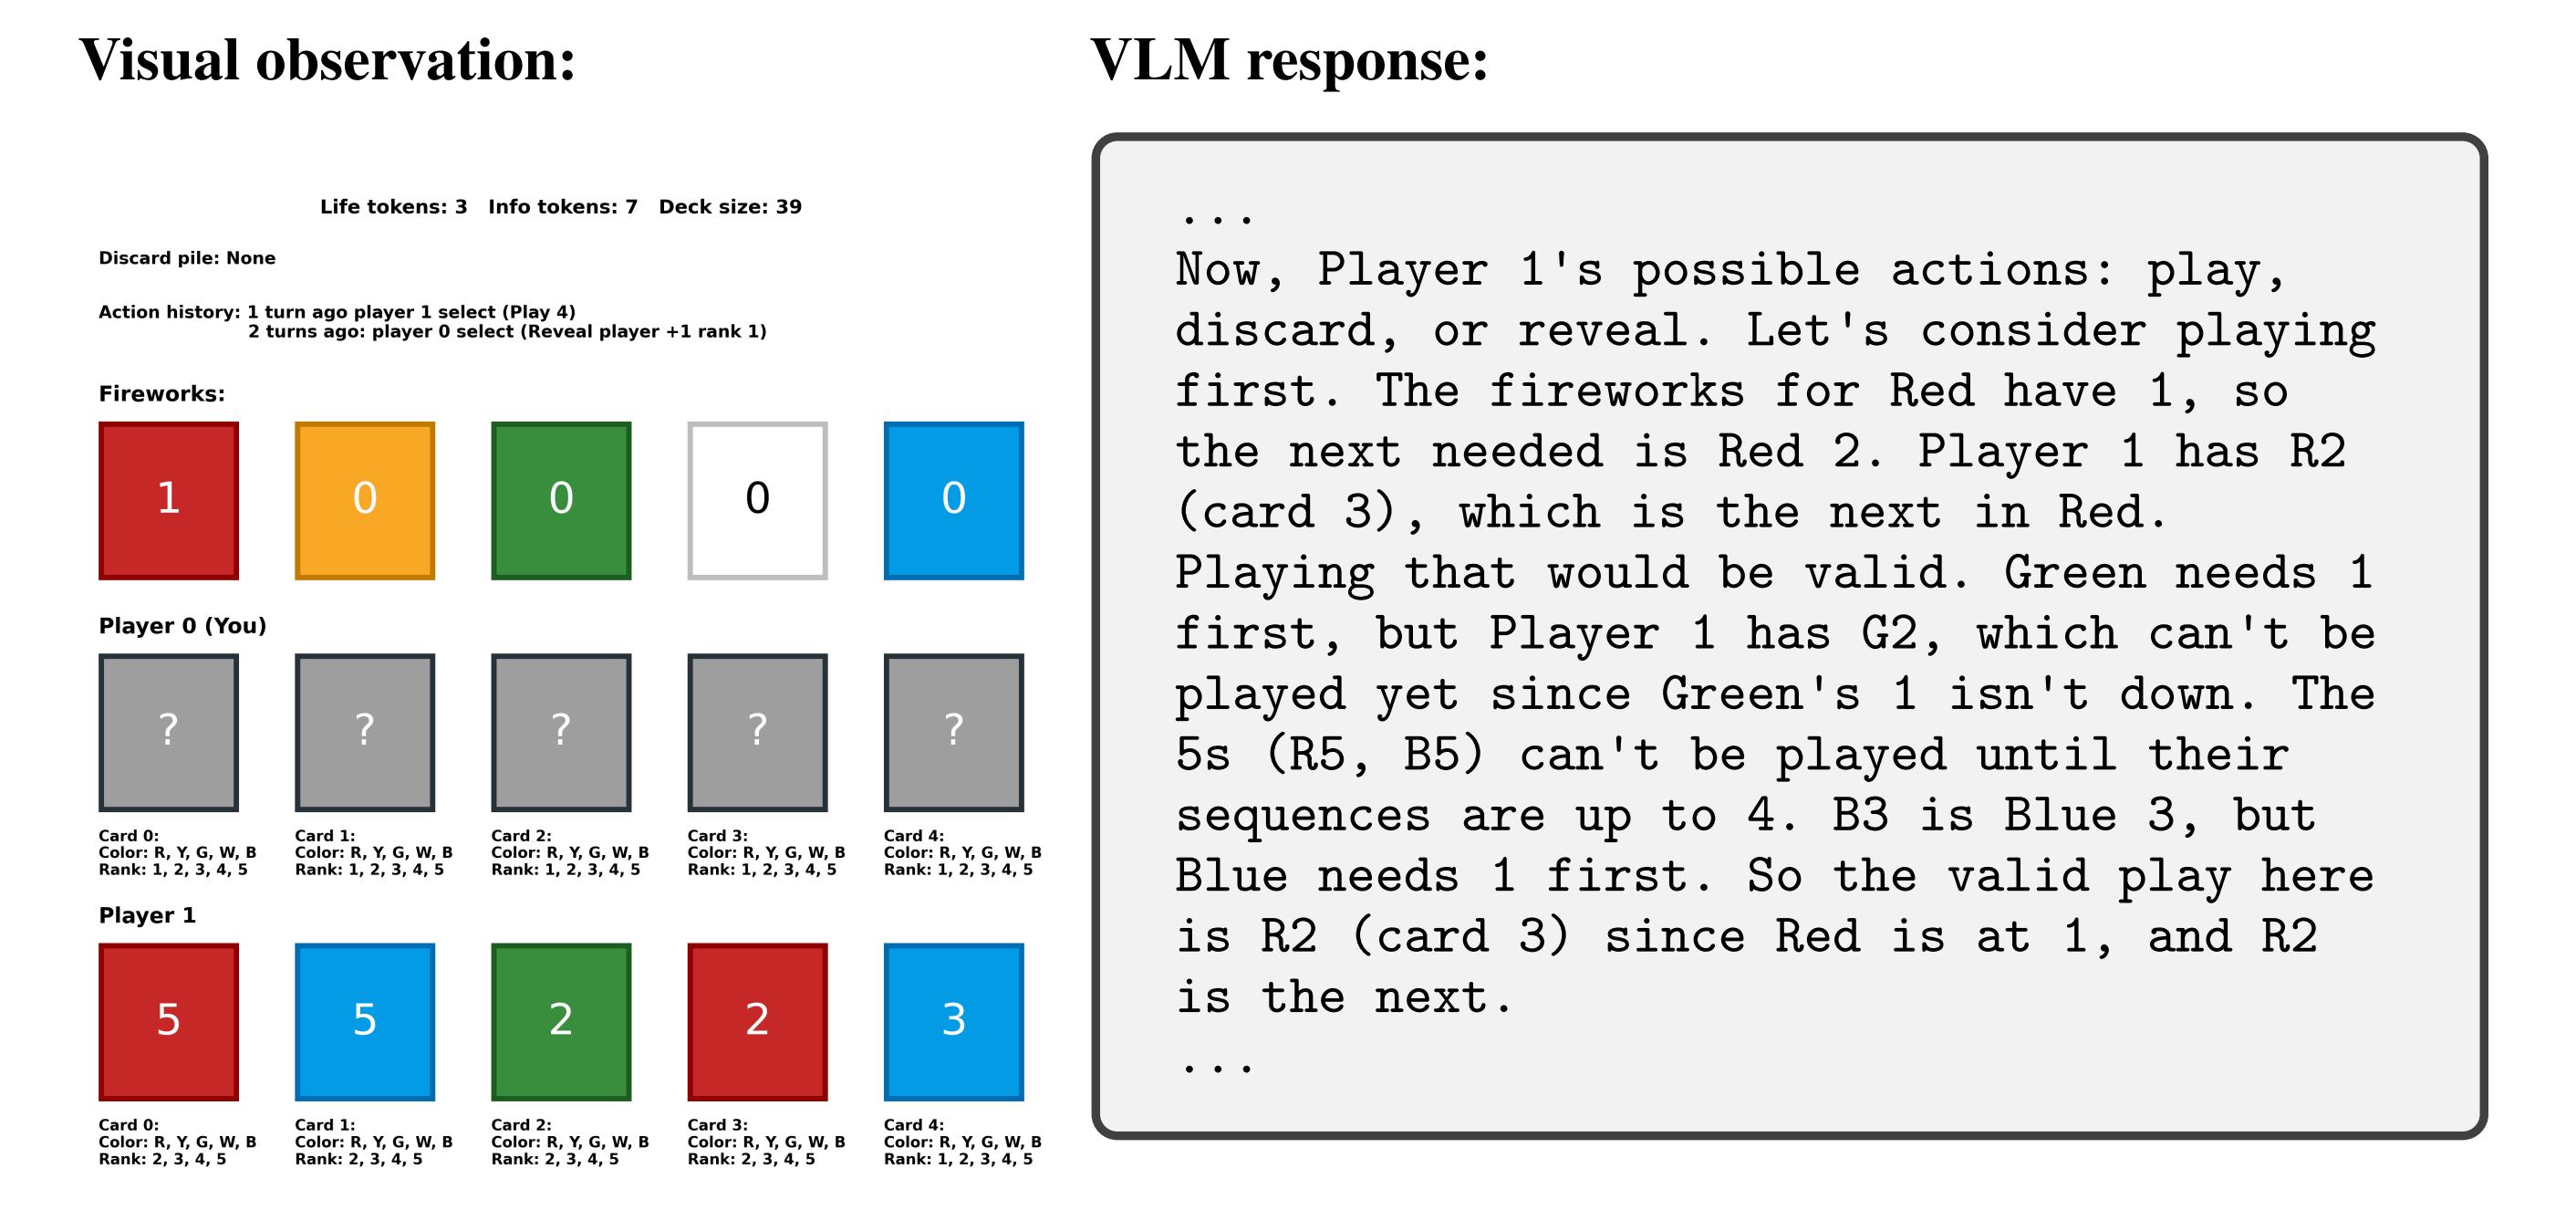 Visual observation:
Life tokens: 3   Info tokens: 7   Deck size: 39
Discard pile: None
Action history: 1 turn ago player 1 select (Play 4)
2 turns ago: player 0 select (Reveal player +1 rank 1)
Fireworks:
1 0 0 0 0
Player 0 (You)
? ? ? ? ?
Card 0: Card 1: Card 2: Card 3: Card 4:
Color: R, Y, G, W, B Color: R, Y, G, W, B Color: R, Y, G, W, B Color: R, Y, G, W, B Color: R, Y, G, W, B
Rank: 1, 2, 3, 4, 5 Rank: 1, 2, 3, 4, 5 Rank: 1, 2, 3, 4, 5 Rank: 1, 2, 3, 4, 5 Rank: 1, 2, 3, 4, 5
Player 1
5 5 2 2 3
Card 0: Card 1: Card 2: Card 3: Card 4:
Color: R, Y, G, W, B Color: R, Y, G, W, B Color: R, Y, G, W, B Color: R, Y, G, W, B Color: R, Y, G, W, B
Rank: 2, 3, 4, 5 Rank: 2, 3, 4, 5 Rank: 2, 3, 4, 5 Rank: 2, 3, 4, 5 Rank: 1, 2, 3, 4, 5
VLM response:
...
Now, Player 1's possible actions: play,
discard, or reveal. Let's consider playing
first. The fireworks for Red have 1, so
the next needed is Red 2. Player 1 has R2
(card 3), which is the next in Red.
Playing that would be valid. Green needs 1
first, but Player 1 has G2, which can't be
played yet since Green's 1 isn't down. The
5s (R5, B5) can't be played until their
sequences are up to 4. B3 is Blue 3, but
Blue needs 1 first. So the valid play here
is R2 (card 3) since Red is at 1, and R2
is the next.
...